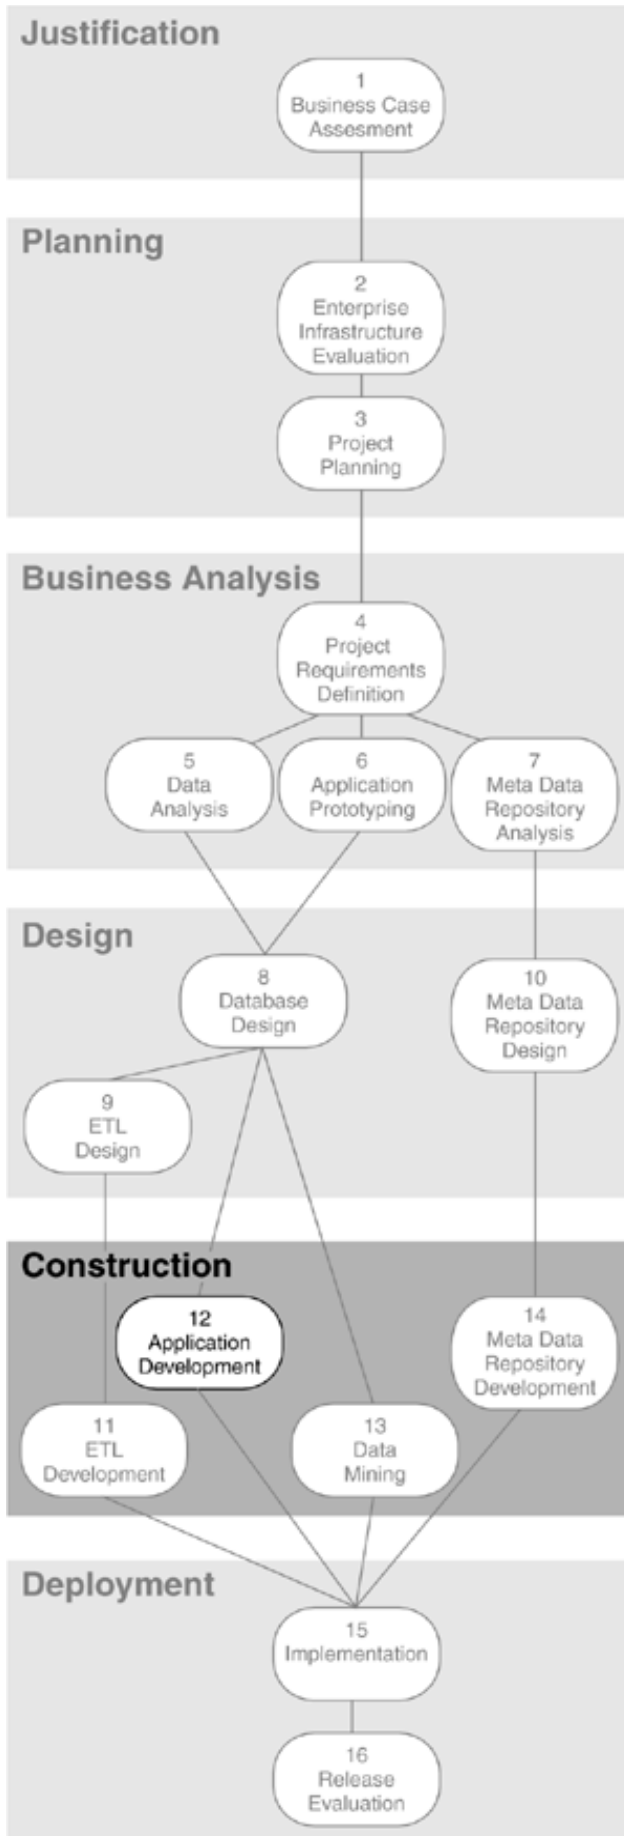 Justification
1
Business Case
Assesment
Planning
2
Enterprise
Infrastructure
Evaluation
3
Project
Planning
Business Analysis
4
Project
Requirements
Definition
5
Data
Analysis
6
Application
Prototyping
7
Meta Data
Repository
Analysis
Design
8
Database
Design
10
Meta Data
Repository
Design
9
ETL
Design
Construction
12
Application
Development
14
Meta Data
Repository
Development
11
ETL
Development
13
Data
Mining
Deployment
15
Implementation
16
Release
Evaluation